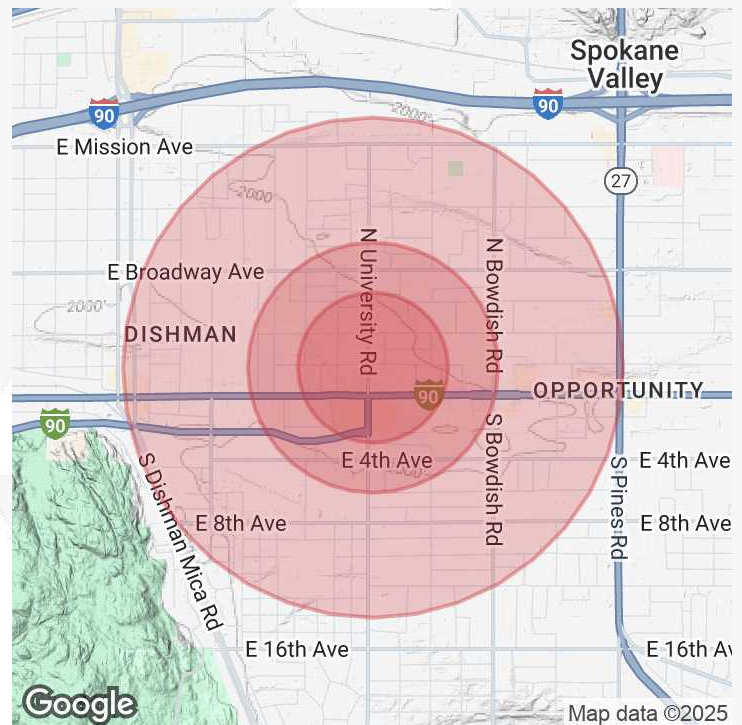 Spokane
Valley
90
90
2000'
E Mission Ave
27
2000
N University Rd
N Bowdish Rd
E Broadway Ave
2000'
DISHMAN
OPPORTUNITY
90
90
S Dishman Mica Rd
E 4th Ave
S Bowdish Rd
S Pines Rd
E 4th Ave
E 8th Ave
E 8th Ave
E 16th Ave
E 16th Av
Google
Map data ©2025